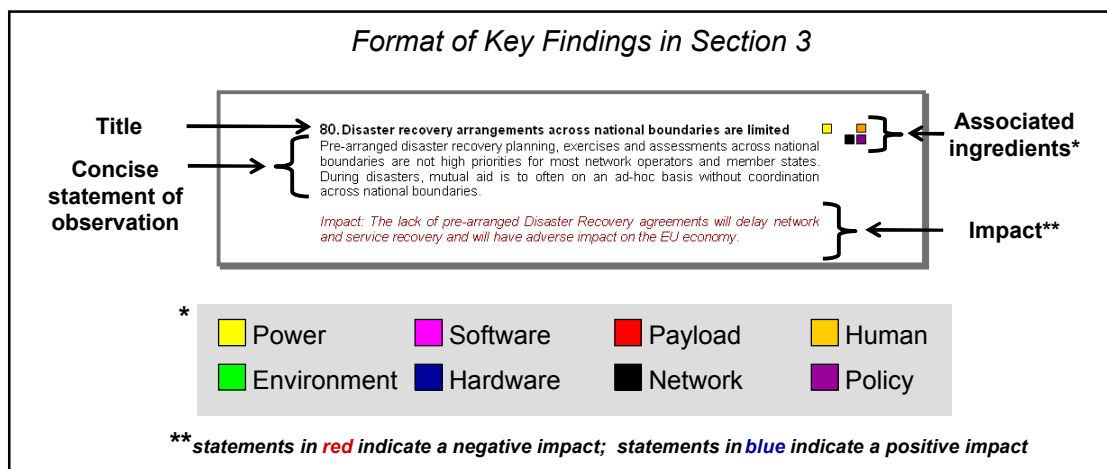 Format of Key Findings in Section 3
Title
Concise
statement of
observation
80. Disaster recovery arrangements across national boundaries are limited
Pre-arranged disaster recovery planning, exercises and assessments across national
boundaries are not high priorities for most network operators and member states.
During disasters, mutual aid is to often on an ad-hoc basis without coordination
across national boundaries.
Impact: The lack of pre-arranged Disaster Recovery agreements will delay network
and service recovery and will have adverse impact on the EU economy.
Associated
ingredients*
Impact**
*
Power
Software
Payload
Human
Environment
Hardware
Network
Policy
**statements in red indicate a negative impact; statements in blue indicate a positive impact